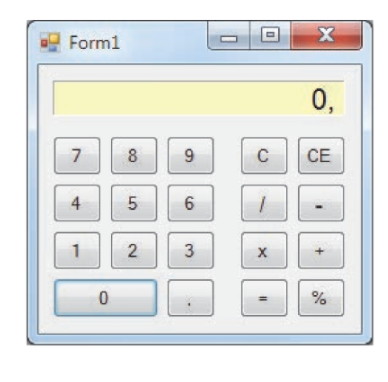 Form1
0,
7 8 9 C CE
4 5 6 / -
1 2 3 x +
0 . = %